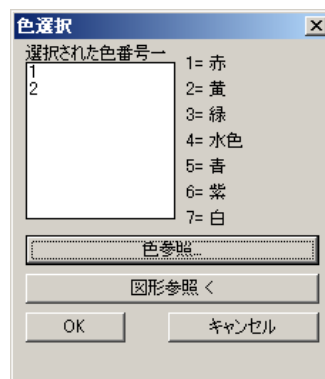 色選択
選択された色番号→
1
2
1= 赤
2= 黄
3= 緑
4= 水色
5= 青
6= 紫
7= 白
色参照...
図形参照 <
OK
キャンセル